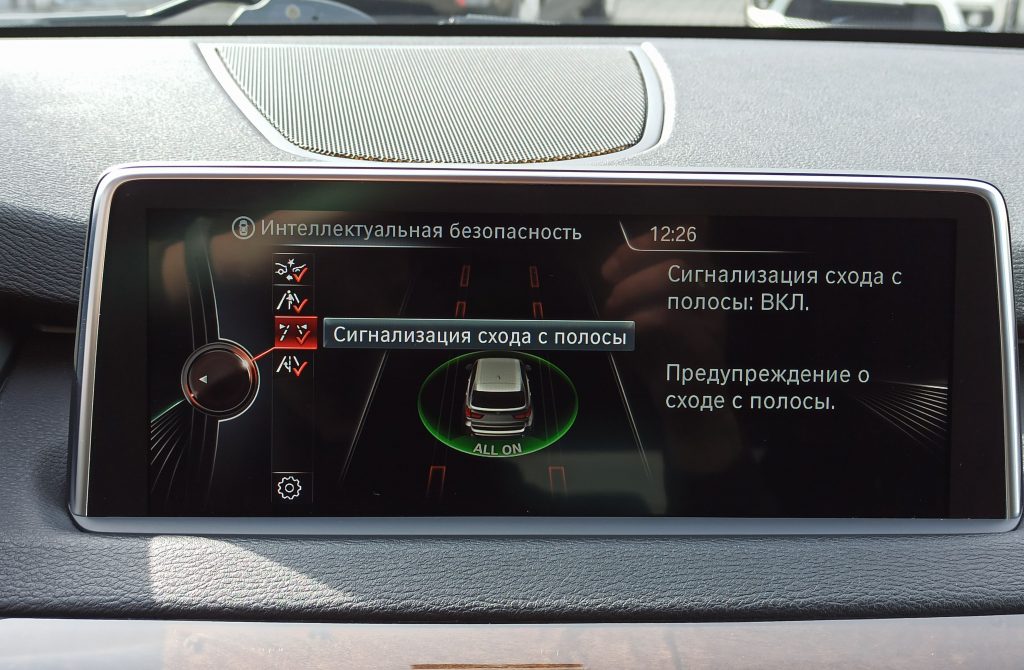 Интеллектуальная безопасность
12:26
Сигнализация схода с
полосы: ВКЛ.
Сигнализация схода с полосы
Предупреждение о
сходе с полосы.
ALL ON